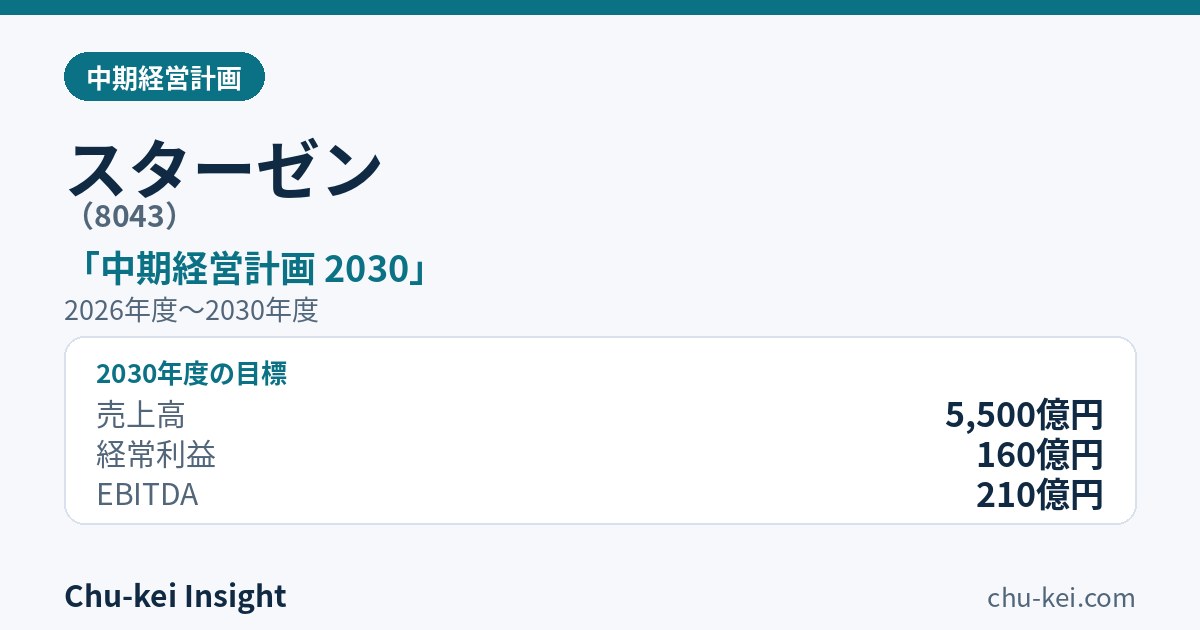 中期経営計画
スターゼン
（8043）
「中期経営計画 2030」
2026年度～2030年度
2030年度の目標
売上高 5,500億円
経常利益 160億円
EBITDA 210億円
Chu-kei Insight chu-kei.com